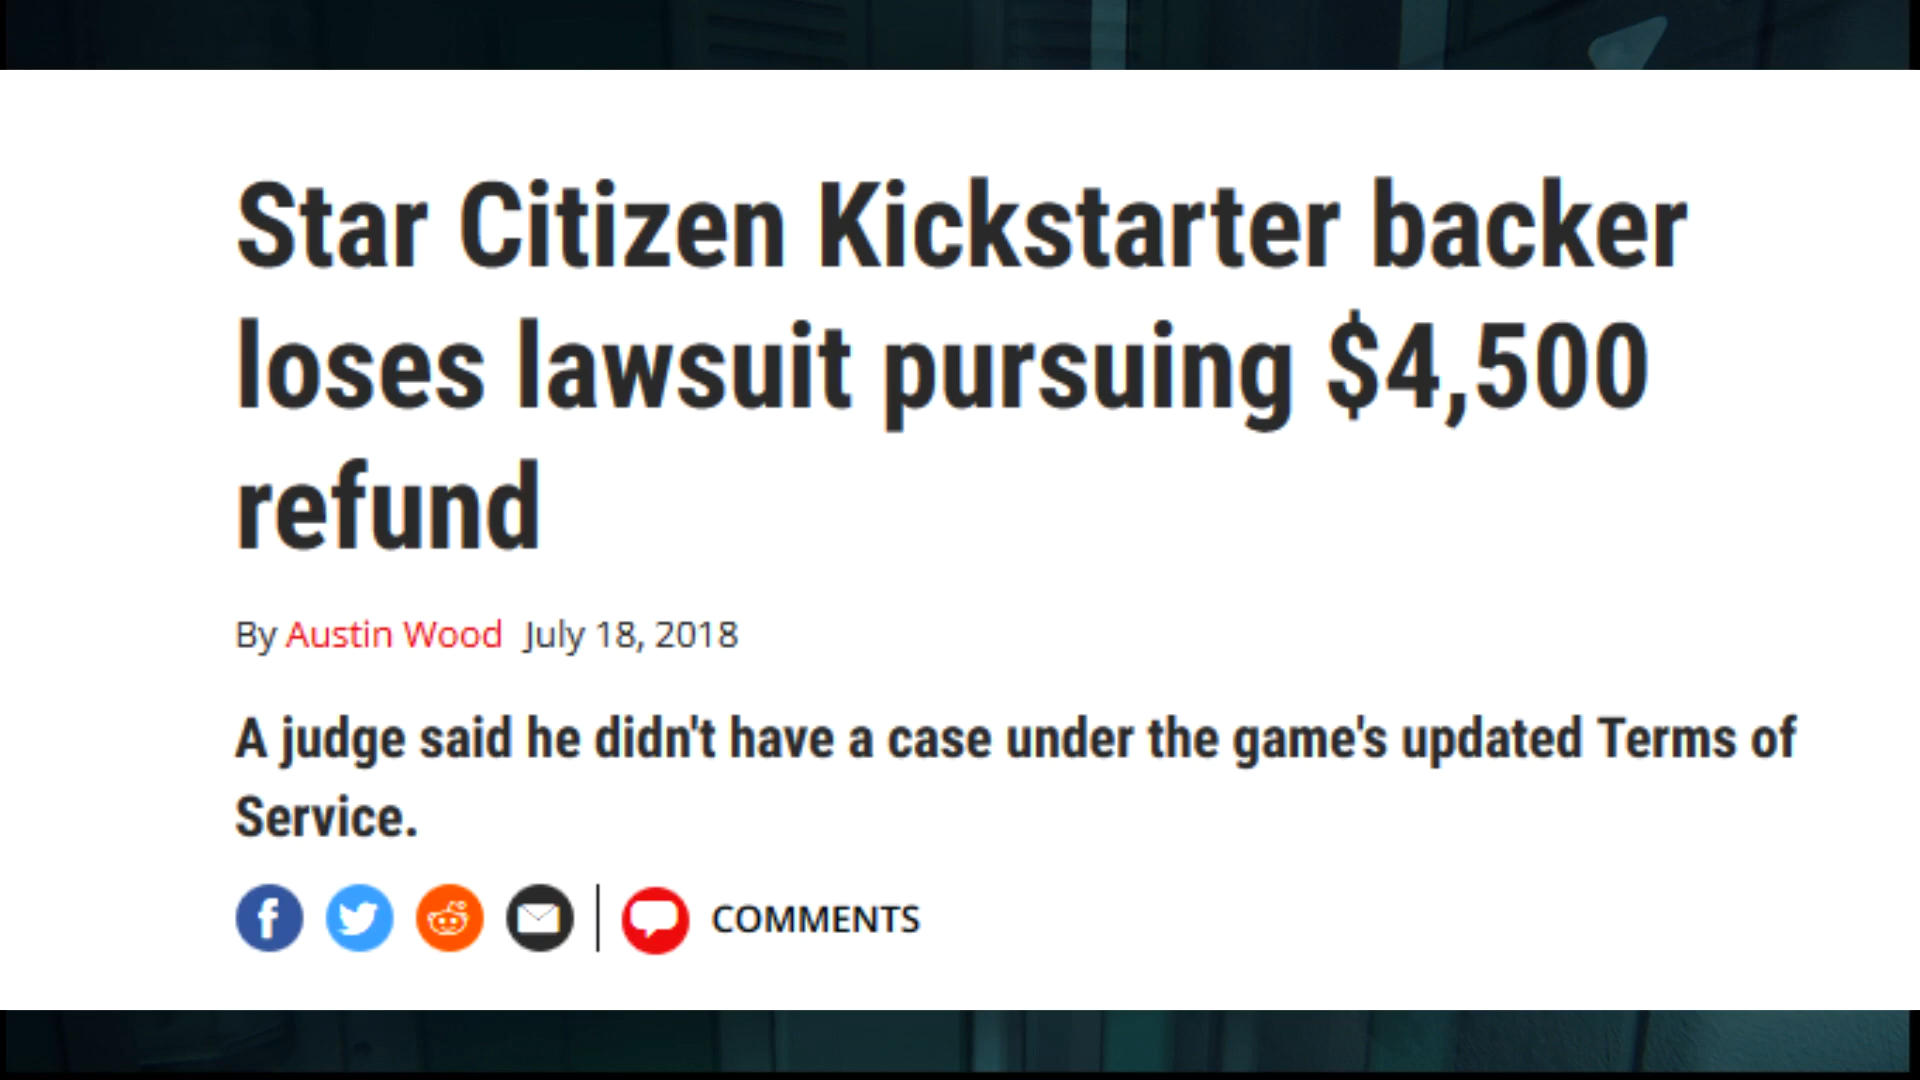 Star Citizen Kickstarter backer
loses lawsuit pursuing $4,500
refund
By Austin Wood July 18, 2018
A judge said he didn't have a case under the game's updated Terms of
Service.
COMMENTS